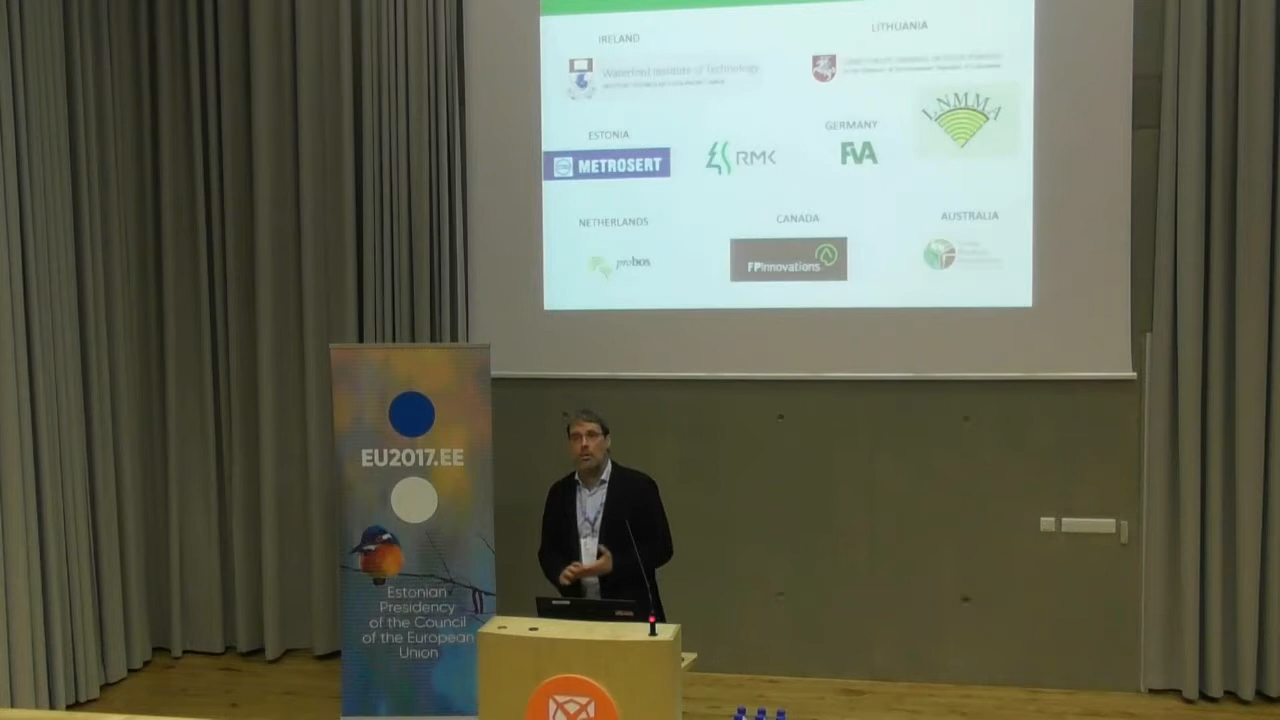 IRELAND
LITHUANIA
Waterford Institute of Technology
LNMMA
ESTONIA
GERMANY
METROSERT
RMK
FVA
NETHERLANDS
CANADA
AUSTRALIA
probos
FPInnovations
EU2017.EE
Estonian
Presidency
of the Council
of the European
Union